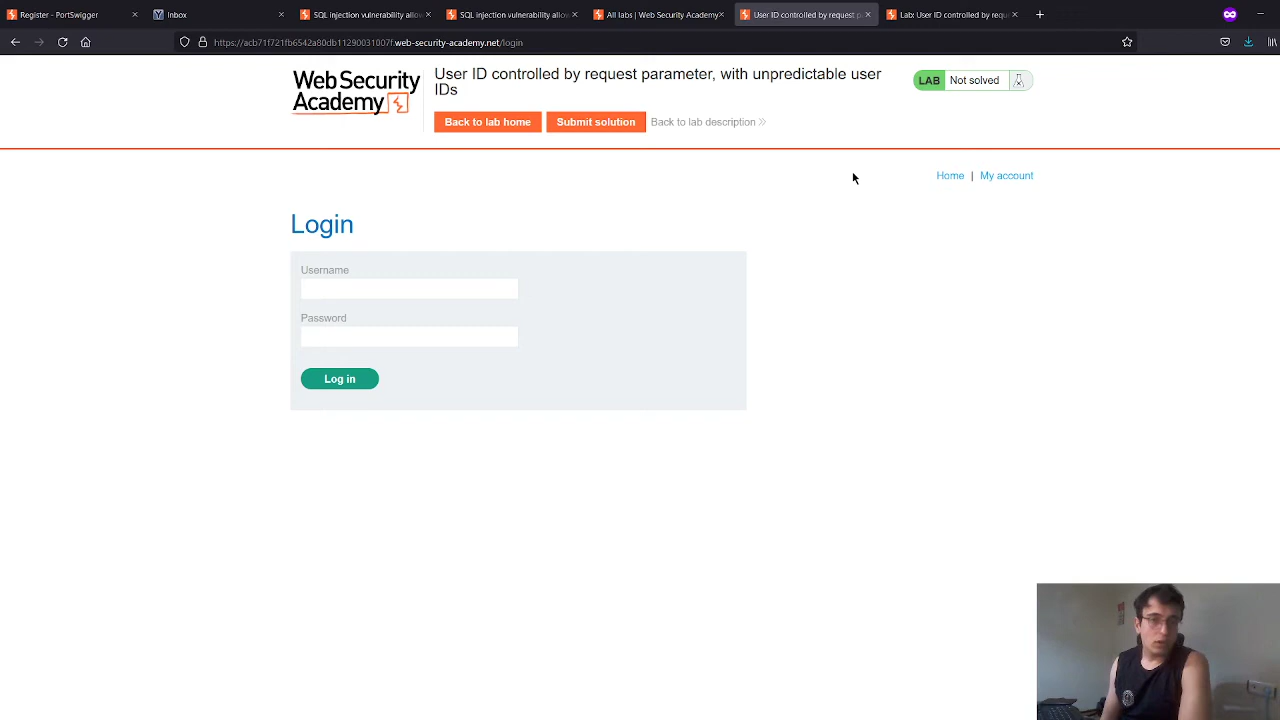 Register - PortSwigger
Inbox
SQL injection vulnerability allow
SQL injection vulnerability allow
All labs | Web Security Academy
User ID controlled by request p
Lab: User ID controlled by requ
https://acb71f721fb6542a80db11290031007f.web-security-academy.net/login
Web Security
Academy
User ID controlled by request parameter, with unpredictable user
IDs
LAB Not solved
Back to lab home
Submit solution
Back to lab description
Home | My account
Login
Username
Password
Log in